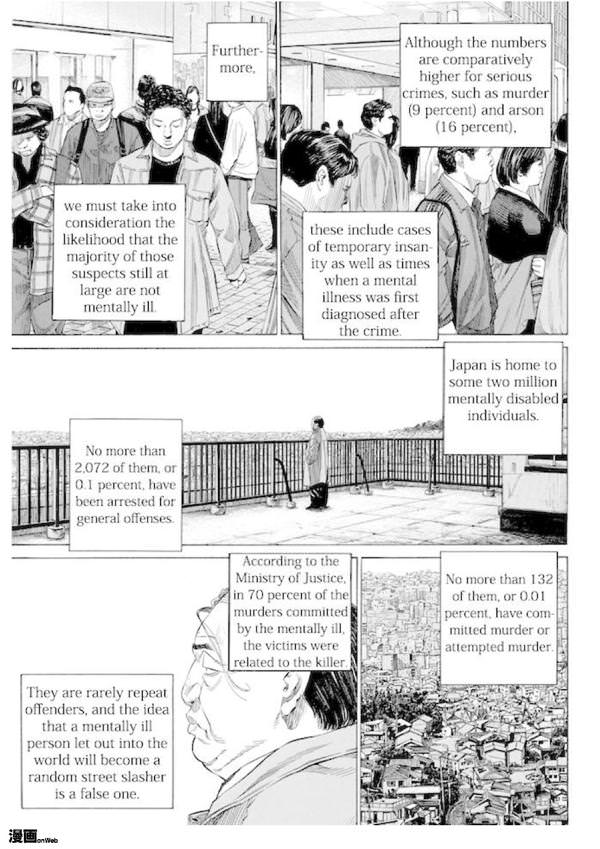 Although the numbers
are comparatively
higher for serious
crimes, such as murder
(9 percent) and arson
(16 percent),
these include cases
of temporary insan-
ity as well as times
when a mental
illness was first
diagnosed after
the crime.
Further-
more,
we must take into
consideration the
likelihood that the
majority of those
suspects still at
large are not
mentally ill.
Japan is home to
some two million
mentally disabled
individuals.
No more than
2,072 of them, or
0.1 percent, have
been arrested for
general offenses.
No more than 132
of them, or 0.01
percent, have com-
mitted murder or
attempted murder.
According to the
Ministry of Justice,
in 70 percent of the
murders committed
by the mentally ill,
the victims were
related to the killer.
They are rarely repeat
offenders, and the idea
that a mentally ill
person let out into the
world will become a
random street slasher
is a false one.
漫画onWeb